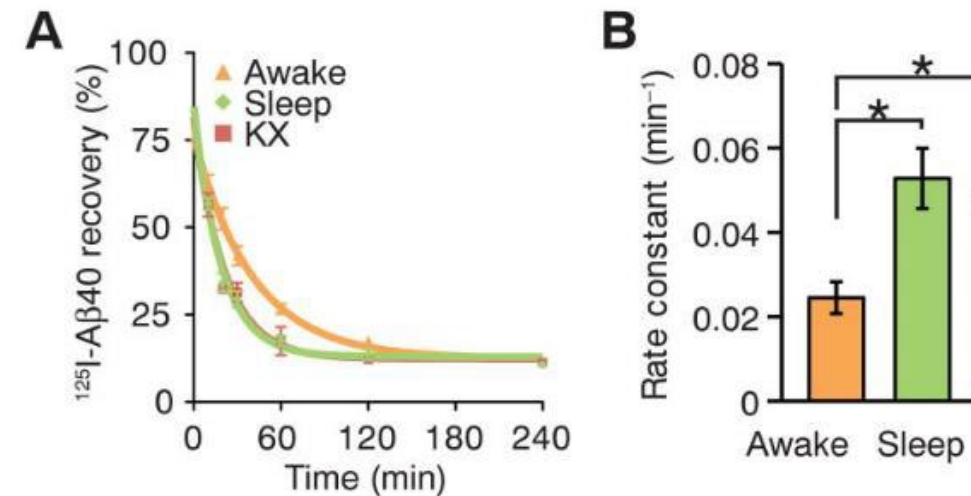 A
100
75
50
25
0
¹²⁵I-Aβ40 recovery (%)
Awake
Sleep
KX
0 60 120 180 240
Time (min)
B
0.08
0.06
0.04
0.02
0
Rate constant (min⁻¹)
*
*
Awake Sleep